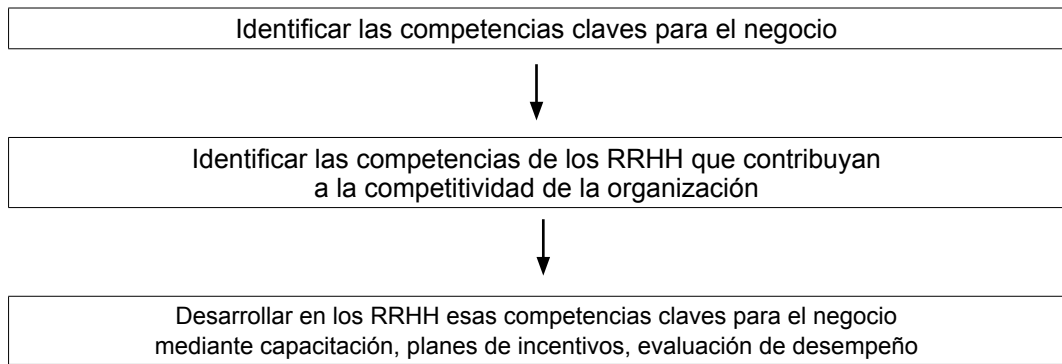 Identificar las competencias claves para el negocio
Identificar las competencias de los RRHH que contribuyan
a la competitividad de la organización
Desarrollar en los RRHH esas competencias claves para el negocio
mediante capacitación, planes de incentivos, evaluación de desempeño